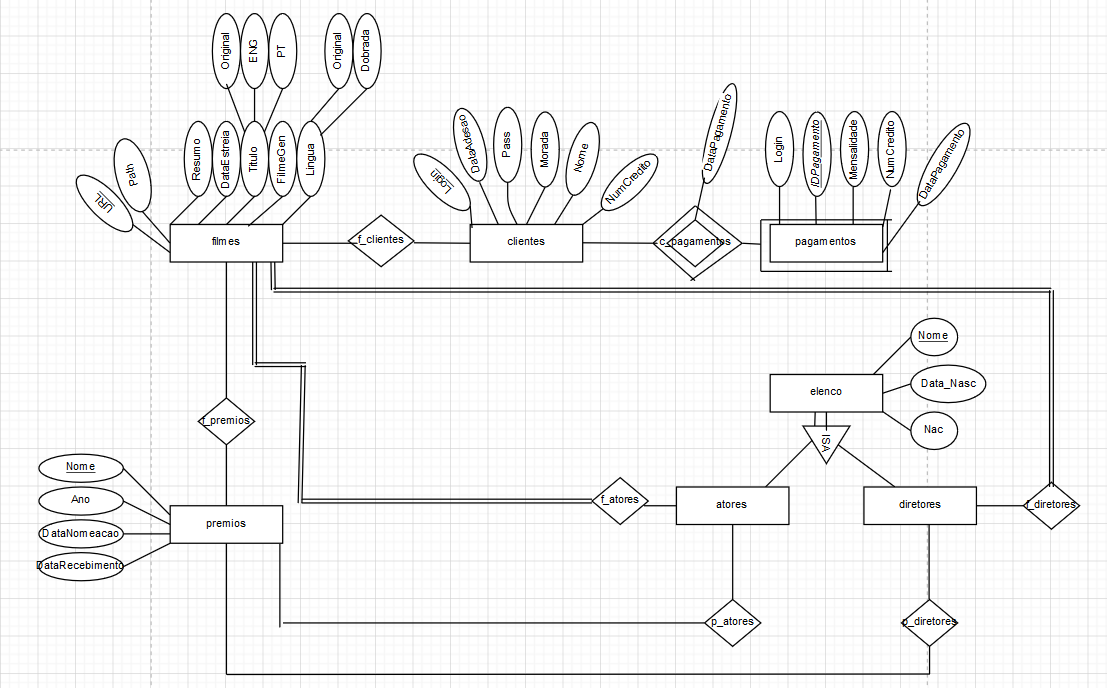 Original
ENG
PT
Original
Dobrada
Path
URL
Resumo
DataEstreia
Titulo
FilmeGen
Lingua
Login
DataAdesao
Pass
Morada
Nome
NumCredito
DataPagamento
Login
IDPagamento
Mensalidade
NumCredito
DataPagamento
filmes
f_clientes
clientes
c_pagamentos
pagamentos
Nome
elenco
Data_Nasc
Nac
ISA
f_premios
Nome
Ano
DataNomeacao
DataRecebimento
premios
f_atores
atores
diretores
f_diretores
p_atores
p_diretores